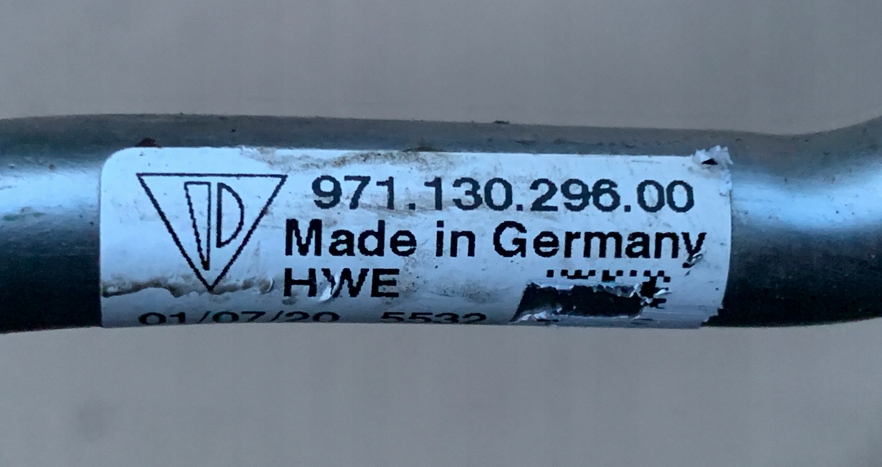 971.130.296.00
Made in Germany
HWE
01/07/20 5532